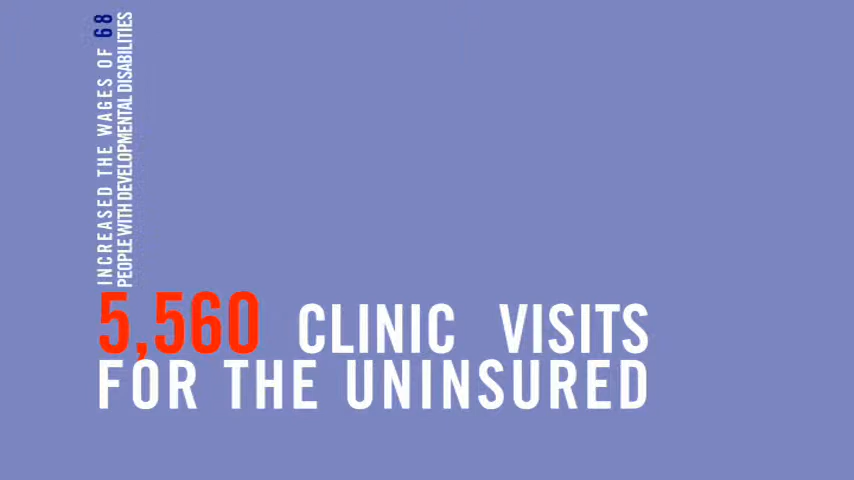 INCREASED THE WAGES OF 68
PEOPLE WITH DEVELOPMENTAL DISABILITIES
5,560 CLINIC VISITS
FOR THE UNINSURED